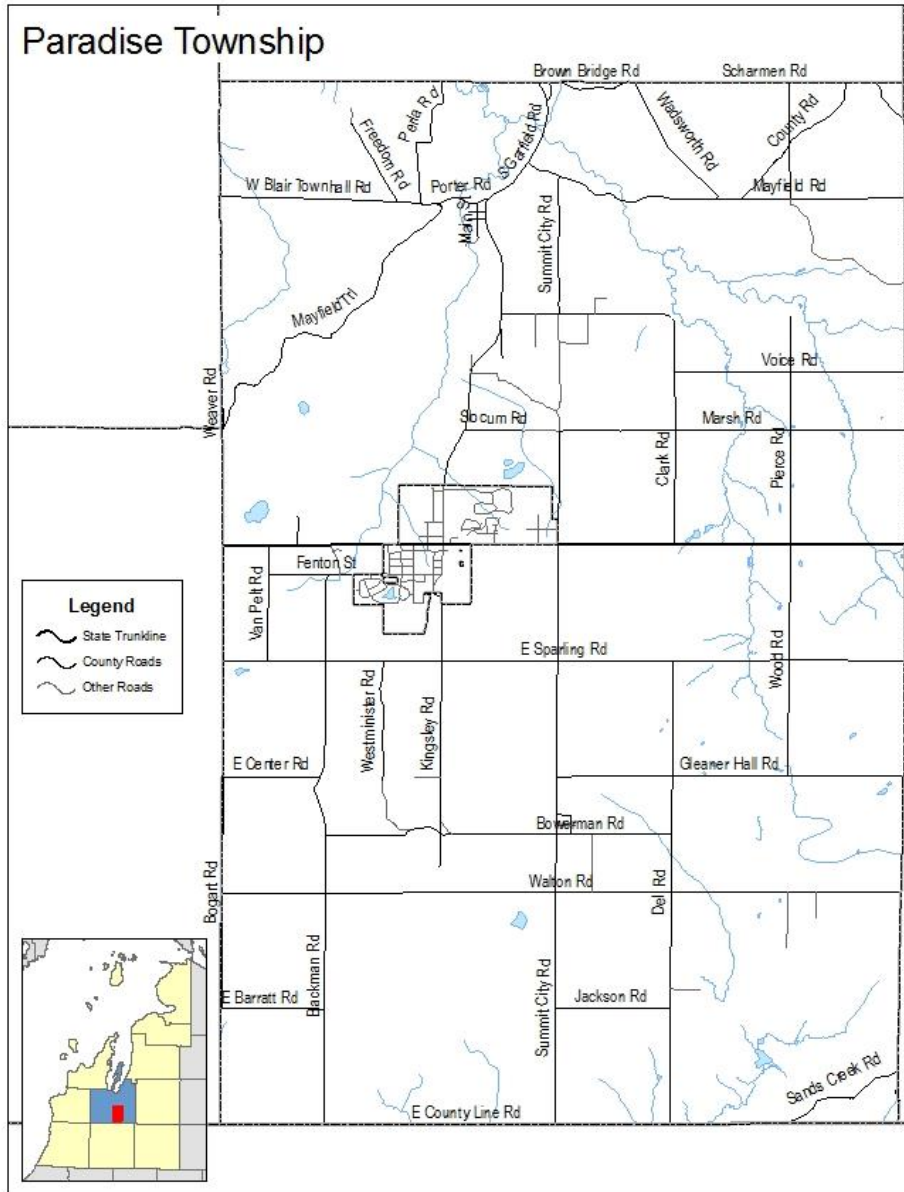 Paradise Township
Brown Bridge Rd
Scharmen Rd
Freedom Rd
Perla Rd
S Garfield Rd
Wadsworth Rd
County Rd
W Blair Townhall Rd
Porter Rd
Mayfield Rd
Main St
Summit City Rd
Mayfield Trl
Weaver Rd
Voice Rd
Slocum Rd
Marsh Rd
Clark Rd
Pierce Rd
Fenton St
Van Pelt Rd
Legend
State Trunkline
County Roads
Other Roads
E Sparling Rd
Wood Rd
Westminister Rd
Kingsley Rd
E Center Rd
Gleaner Hall Rd
Bowerman Rd
Bogart Rd
Walton Rd
Del Rd
Blackman Rd
Summit City Rd
E Barratt Rd
Jackson Rd
Sands Creek Rd
E County Line Rd